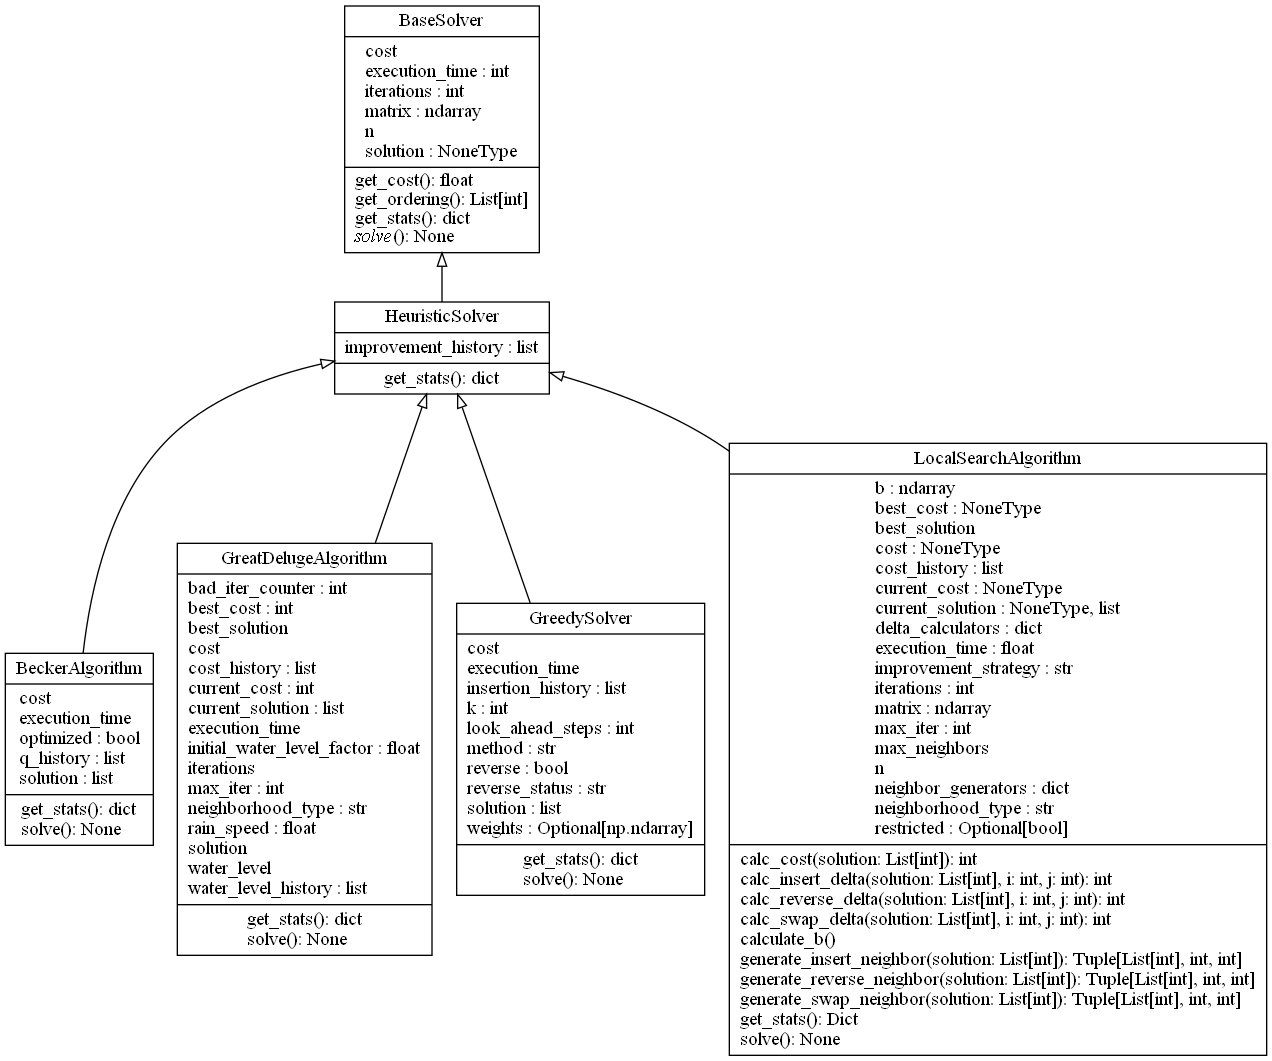 BaseSolver
cost
execution_time : int
iterations : int
matrix : ndarray
n
solution : NoneType
get_cost(): float
get_ordering(): List[int]
get_stats(): dict
solve(): None
HeuristicSolver
improvement_history : list
get_stats(): dict
BeckerAlgorithm
cost
execution_time
optimized : bool
q_history : list
solution : list
get_stats(): dict
solve(): None
GreatDelugeAlgorithm
bad_iter_counter : int
best_cost : int
best_solution
cost
cost_history : list
current_cost : int
current_solution : list
execution_time
initial_water_level_factor : float
iterations
max_iter : int
neighborhood_type : str
rain_speed : float
solution
water_level
water_level_history : list
get_stats(): dict
solve(): None
GreedySolver
cost
execution_time
insertion_history : list
k : int
look_ahead_steps : int
method : str
reverse : bool
reverse_status : str
solution : list
weights : Optional[np.ndarray]
get_stats(): dict
solve(): None
LocalSearchAlgorithm
b : ndarray
best_cost : NoneType
best_solution
cost : NoneType
cost_history : list
current_cost : NoneType
current_solution : NoneType, list
delta_calculators : dict
execution_time : float
improvement_strategy : str
iterations : int
matrix : ndarray
max_iter : int
max_neighbors
n
neighbor_generators : dict
neighborhood_type : str
restricted : Optional[bool]
calc_cost(solution: List[int]): int
calc_insert_delta(solution: List[int], i: int, j: int): int
calc_reverse_delta(solution: List[int], i: int, j: int): int
calc_swap_delta(solution: List[int], i: int, j: int): int
calculate_b()
generate_insert_neighbor(solution: List[int]): Tuple[List[int], int, int]
generate_reverse_neighbor(solution: List[int]): Tuple[List[int], int, int]
generate_swap_neighbor(solution: List[int]): Tuple[List[int], int, int]
get_stats(): Dict
solve(): None